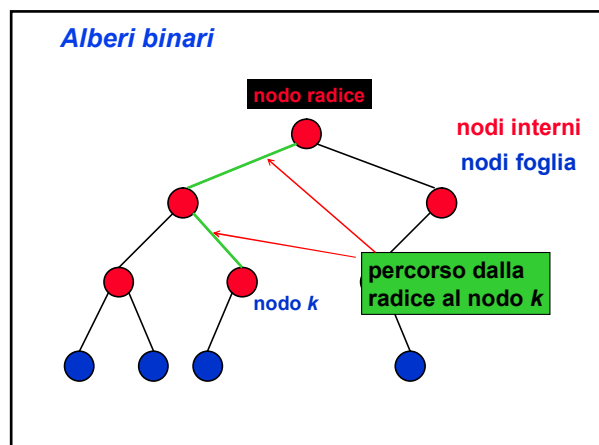 Alberi binari
nodo radice
nodi interni
nodi foglia
percorso dalla
radice al nodo k
nodo k